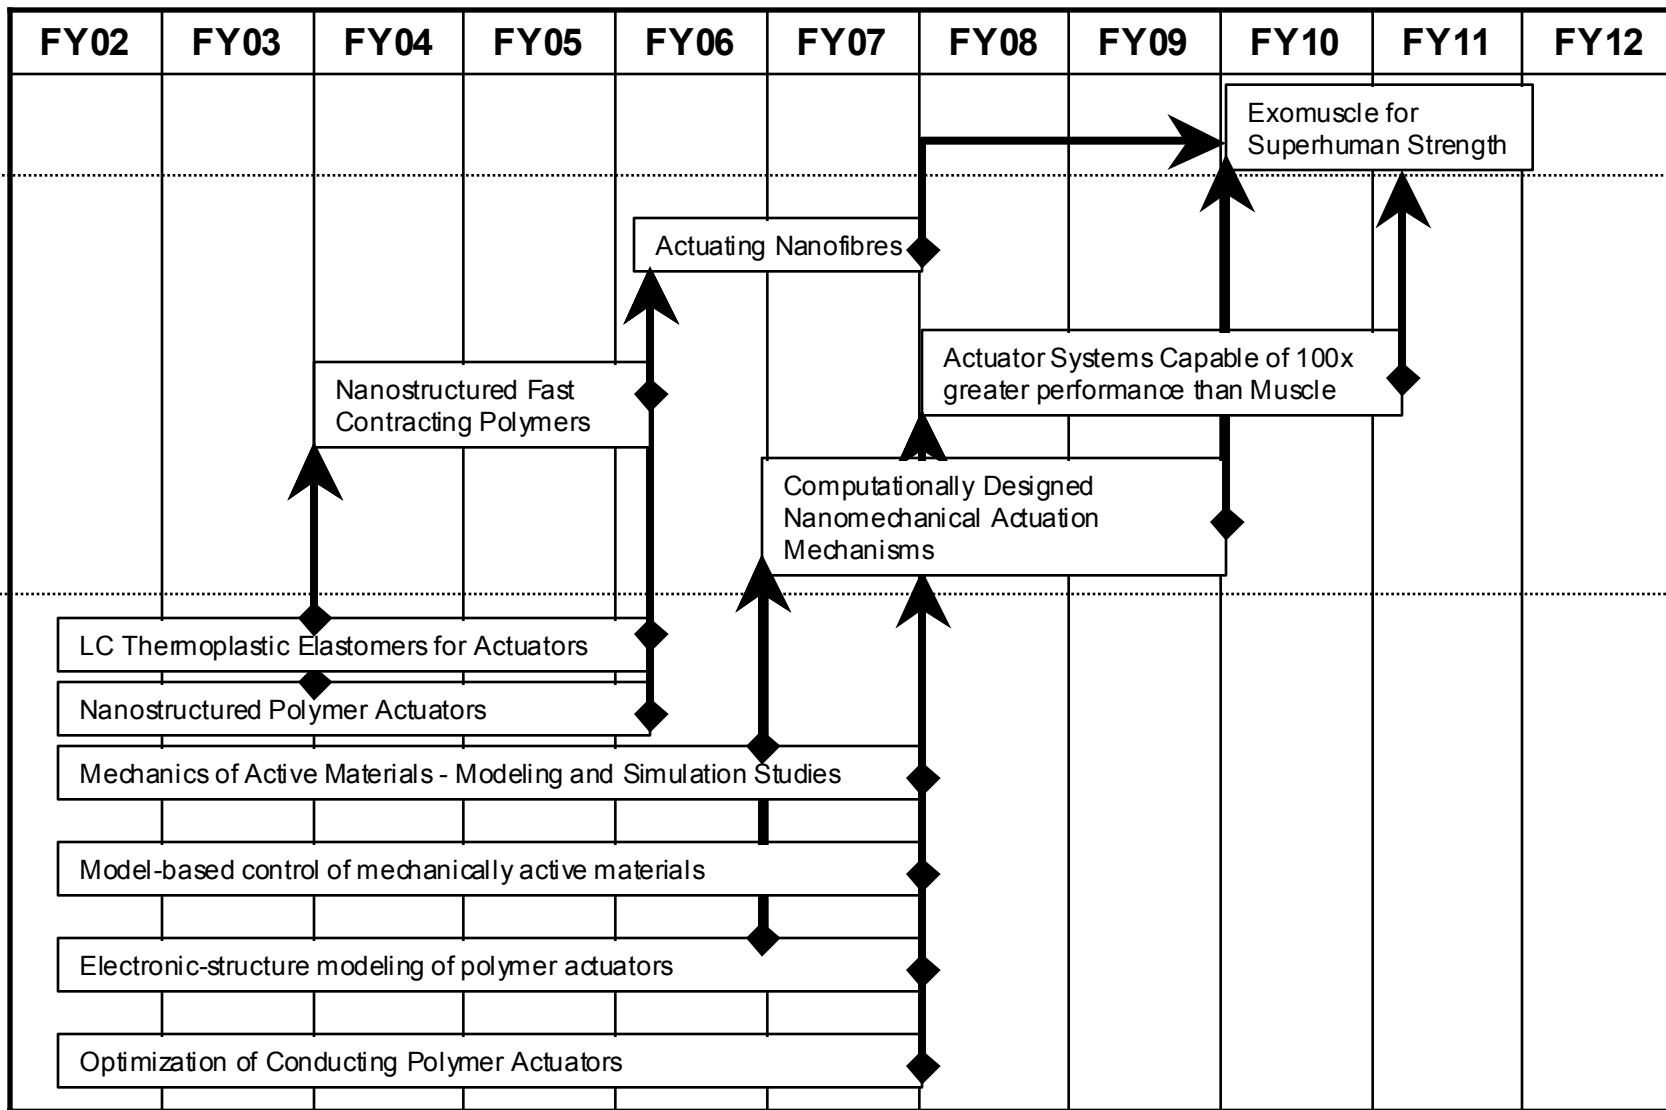 FY02 FY03 FY04 FY05 FY06 FY07 FY08 FY09 FY10 FY11 FY12
Exomuscle for
Superhuman Strength
Actuating Nanofibres
Actuator Systems Capable of 100x
greater performance than Muscle
Nanostructured Fast
Contracting Polymers
Computationally Designed
Nanomechanical Actuation
Mechanisms
LC Thermoplastic Elastomers for Actuators
Nanostructured Polymer Actuators
Mechanics of Active Materials - Modeling and Simulation Studies
Model-based control of mechanically active materials
Electronic-structure modeling of polymer actuators
Optimization of Conducting Polymer Actuators